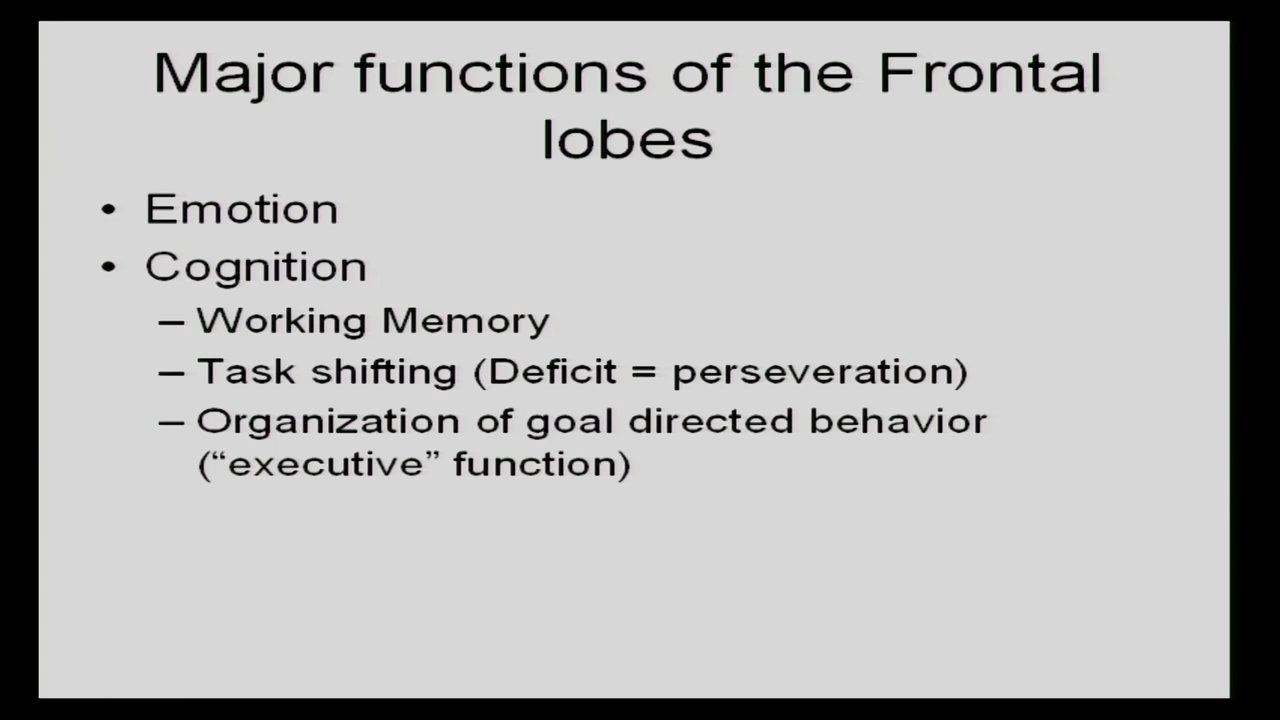 Major functions of the Frontal
lobes
• Emotion
• Cognition
– Working Memory
– Task shifting (Deficit = perseveration)
– Organization of goal directed behavior
(“executive” function)